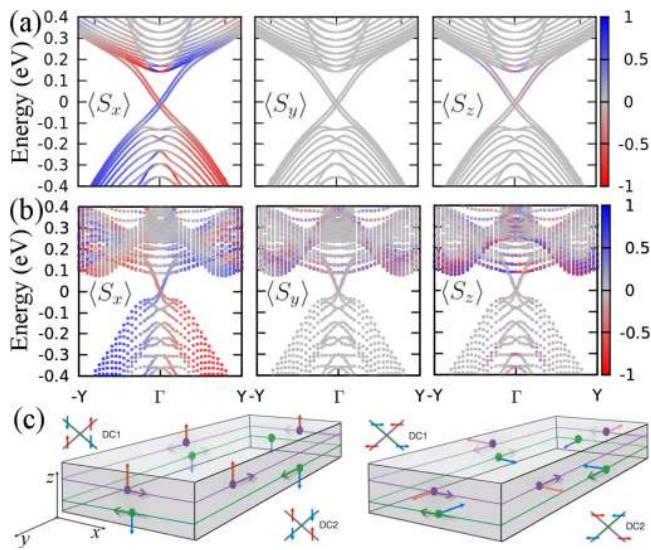 (a)
Energy (eV)
0.4
0.3
0.2
0.1
0
-0.1
-0.2
-0.3
-0.4
⟨Sx⟩
⟨Sy⟩
⟨Sz⟩
1
0.5
0
-0.5
-1
(b)
Energy (eV)
0.4
0.3
0.2
0.1
0
-0.1
-0.2
-0.3
-0.4
⟨Sx⟩
⟨Sy⟩
⟨Sz⟩
1
0.5
0
-0.5
-1
-Y Γ Y -Y Γ Y -Y Γ Y
(c)
DC1
DC1
z
y
x
DC2
DC2